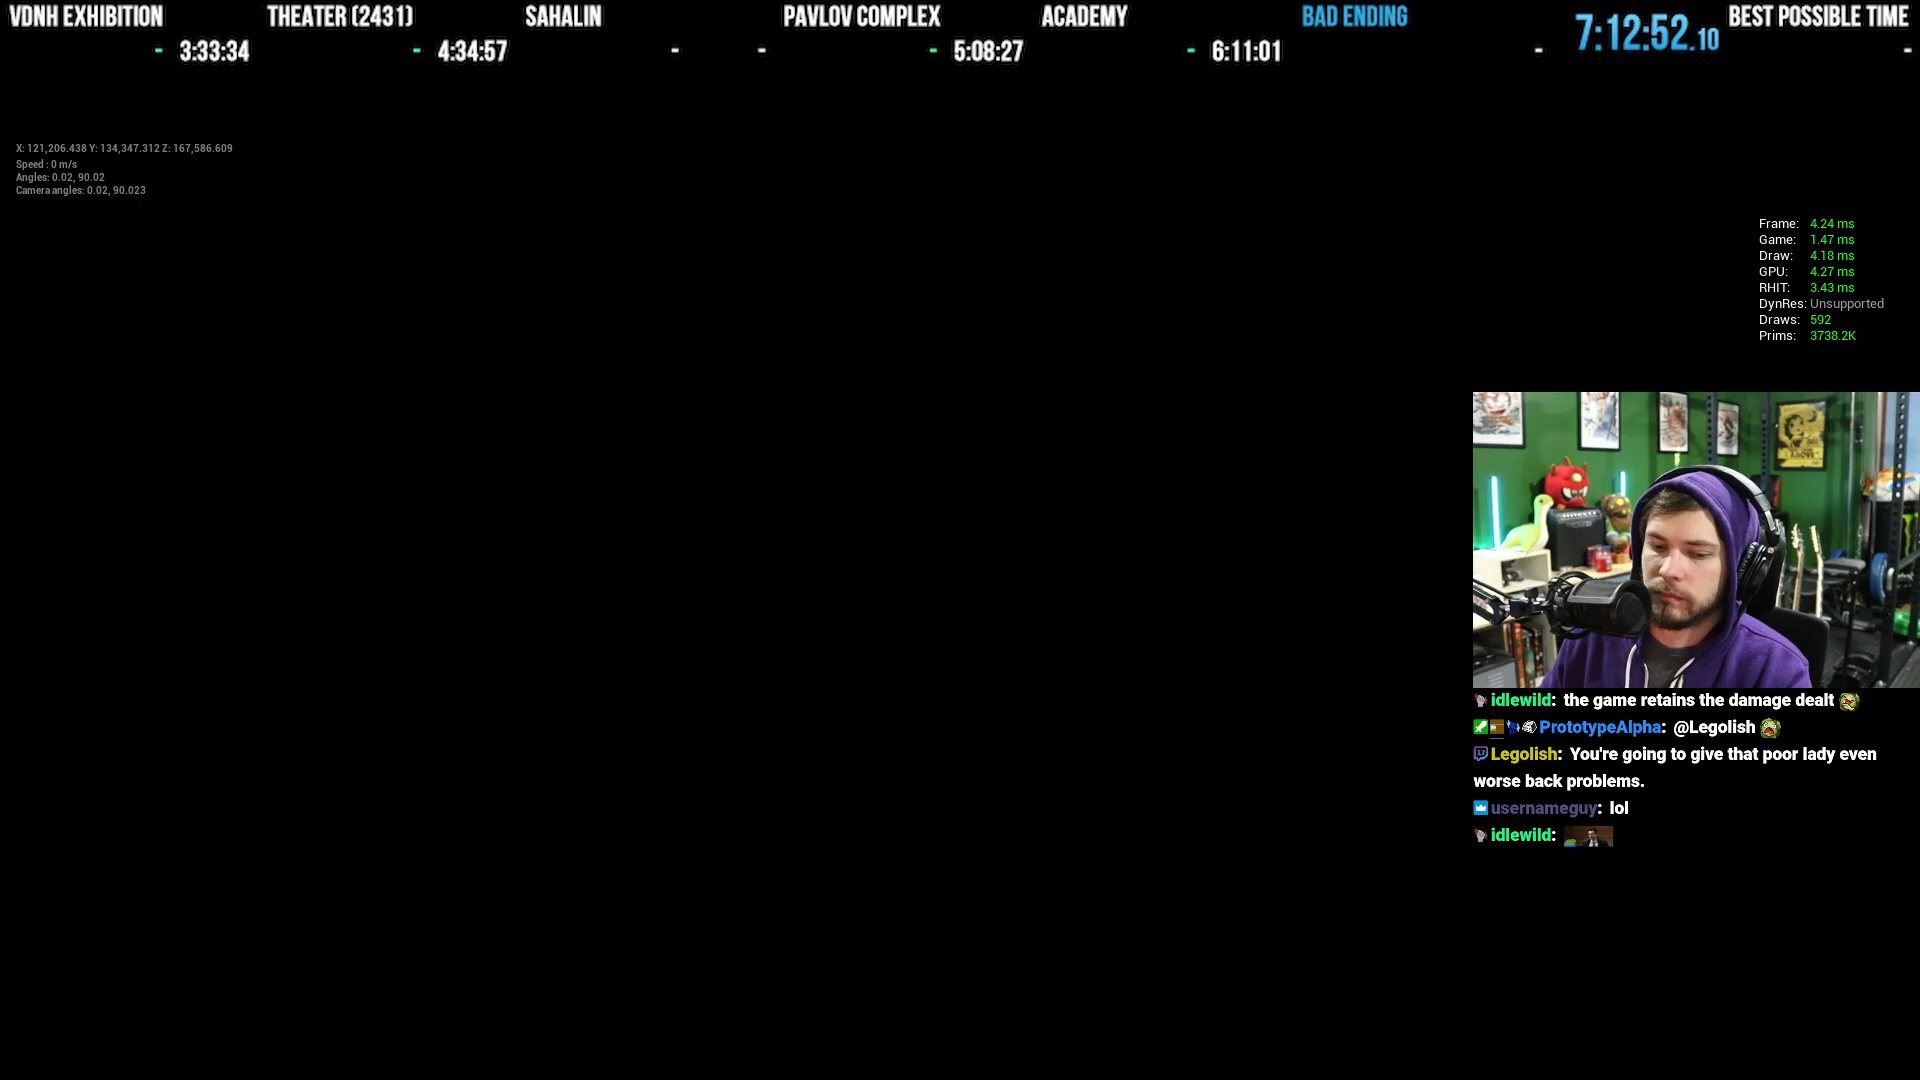 VDNH EXHIBITION THEATER (2431) SAHALIN PAVLOV COMPLEX ACADEMY BAD ENDING 7:12:52.10 BEST POSSIBLE TIME
- 3:33:34 - 4:34:57 - - - 5:08:27 - 6:11:01 - -
X: 121,206.438 Y: 134,347.312 Z: 167,586.609
Speed : 0 m/s
Angles: 0.02, 90.02
Camera angles: 0.02, 90.023
Frame: 4.24 ms
Game: 1.47 ms
Draw: 4.18 ms
GPU: 4.27 ms
RHIT: 3.43 ms
DynRes: Unsupported
Draws: 592
Prims: 3738.2K
idlewild: the game retains the damage dealt
PrototypeAlpha: @Legolish
Legolish: You're going to give that poor lady even
worse back problems.
usernameguy: lol
idlewild: